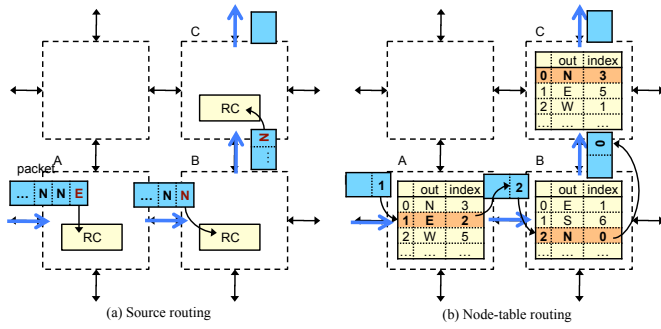 C
RC
N
...
A
packet
... N N E
RC
B
... N N
RC
(a) Source routing
C
out index
0 N 3
1 E 5
2 W 1
... ...
0
A
1
out index
0 N 3
1 E 2
2 W 5
... ...
2
B
out index
0 E 1
1 S 6
2 N 0
... ...
(b) Node-table routing